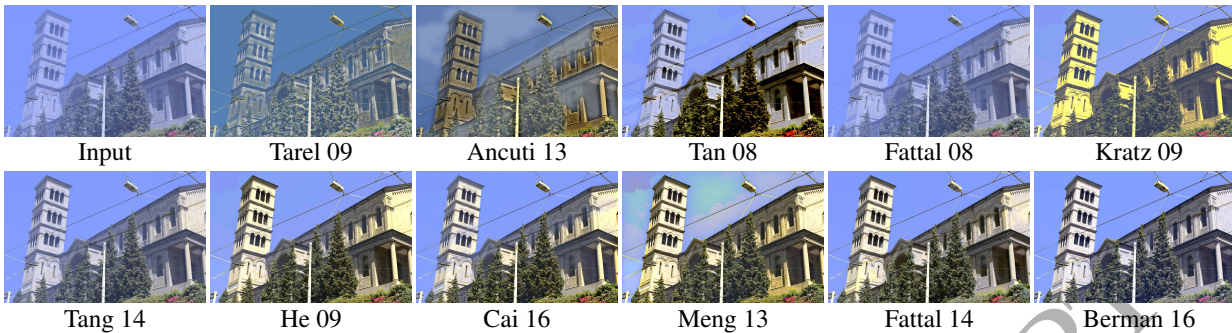 Input Tarel 09 Ancuti 13 Tan 08 Fattal 08 Kratz 09
Tang 14 He 09 Cai 16 Meng 13 Fattal 14 Berman 16